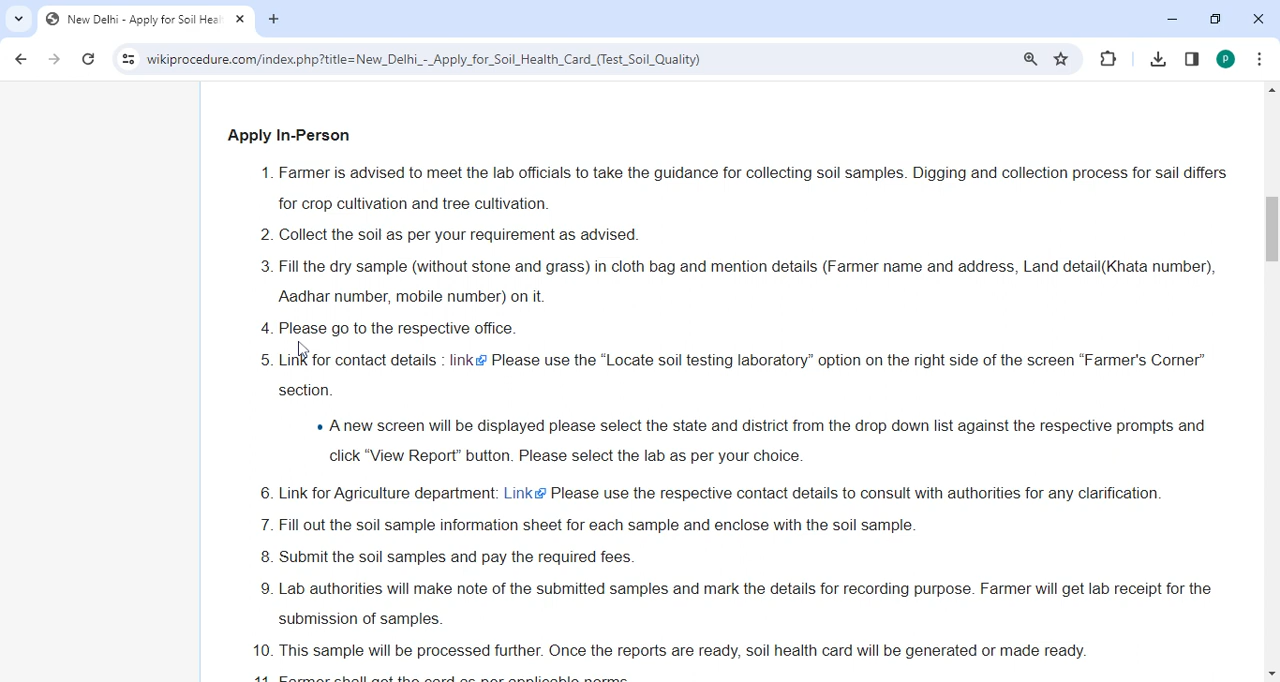 New Delhi - Apply for Soil Heal
wikiprocedure.com/index.php?title=New_Delhi_-_Apply_for_Soil_Health_Card_(Test_Soil_Quality)
P
Apply In-Person
1. Farmer is advised to meet the lab officials to take the guidance for collecting soil samples. Digging and collection process for sail differs
for crop cultivation and tree cultivation.
2. Collect the soil as per your requirement as advised.
3. Fill the dry sample (without stone and grass) in cloth bag and mention details (Farmer name and address, Land detail(Khata number),
Aadhar number, mobile number) on it.
4. Please go to the respective office.
5. Link for contact details : link Please use the “Locate soil testing laboratory” option on the right side of the screen “Farmer's Corner”
section.
• A new screen will be displayed please select the state and district from the drop down list against the respective prompts and
click “View Report” button. Please select the lab as per your choice.
6. Link for Agriculture department: Link Please use the respective contact details to consult with authorities for any clarification.
7. Fill out the soil sample information sheet for each sample and enclose with the soil sample.
8. Submit the soil samples and pay the required fees.
9. Lab authorities will make note of the submitted samples and mark the details for recording purpose. Farmer will get lab receipt for the
submission of samples.
10. This sample will be processed further. Once the reports are ready, soil health card will be generated or made ready.
11. Farmer shall get the card as per applicable norms.